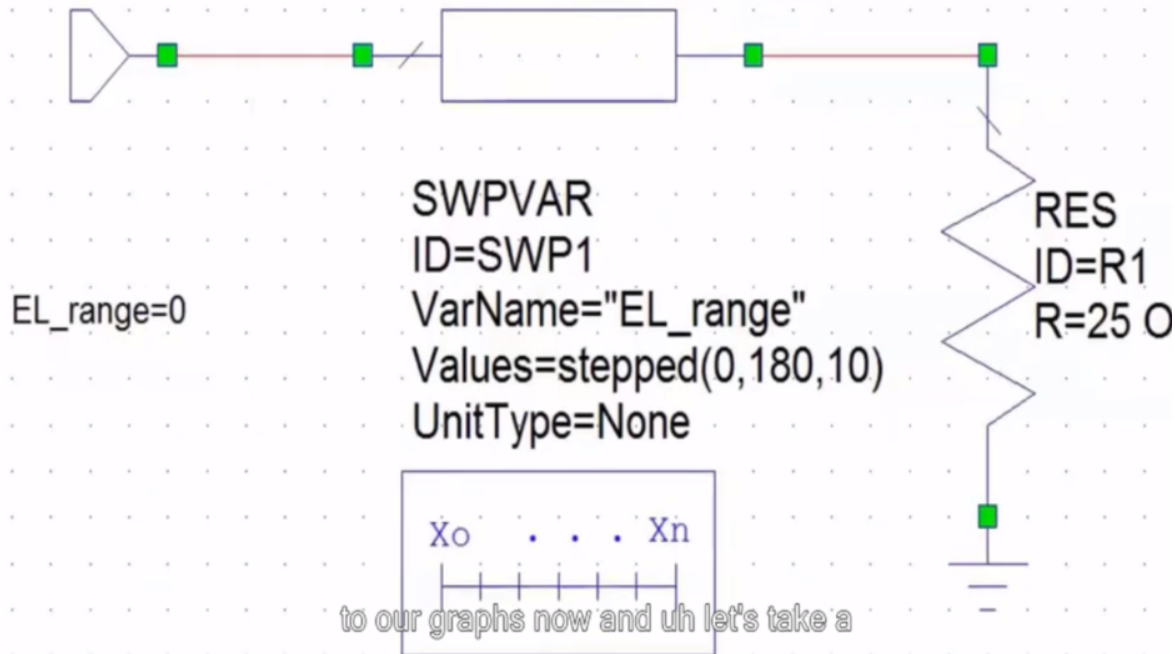 SWPVAR
ID=SWP1
EL_range=0
VarName="EL_range"
Values=stepped(0,180,10)
UnitType=None
RES
ID=R1
R=25 O
Xo . . . Xn
to our graphs now and uh let's take a